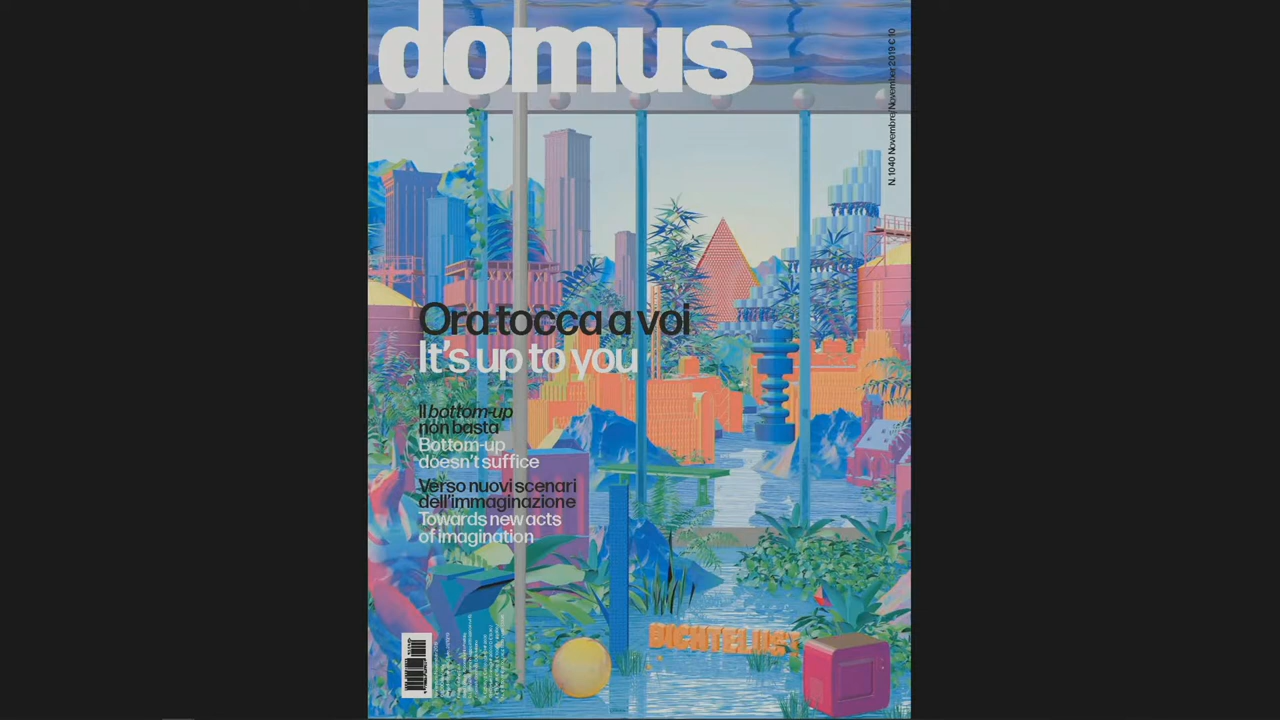 domus
N. 1040 Novembre/November 2019 € 10
Ora tocca a voi
It's up to you
Il bottom-up
non basta
Bottom-up
doesn't suffice
Verso nuovi scenari
dell'immaginazione
Towards new acts
of imagination
DICHTELUST